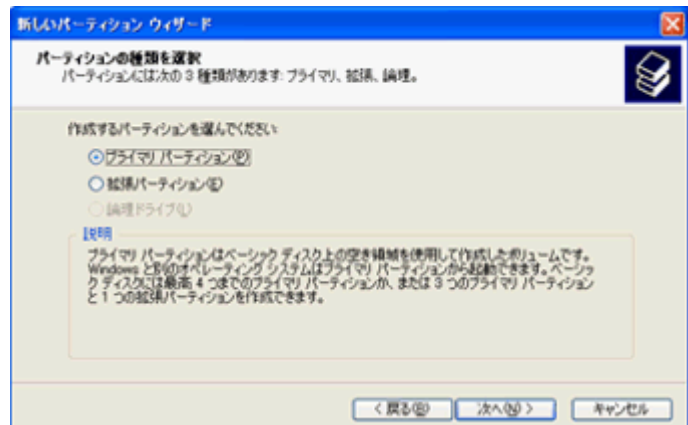 新しいパーティション ウィザード
パーティションの種類を選択
パーティションには次の 3 種類があります: プライマリ、拡張、論理。
作成するパーティションを選んでください:
プライマリ パーティション(P)
拡張パーティション(E)
論理ドライブ(L)
説明
プライマリ パーティションはベーシック ディスク上の空き領域を使用して作成したボリュームです。
Windows と別のオペレーティング システムはプライマリ パーティションから起動できます。ベーシッ
ク ディスクには最高 4 つまでのプライマリ パーティションか、または 3 つのプライマリ パーティション
と 1 つの拡張パーティションを作成できます。
< 戻る(B) 次へ(N) > キャンセル